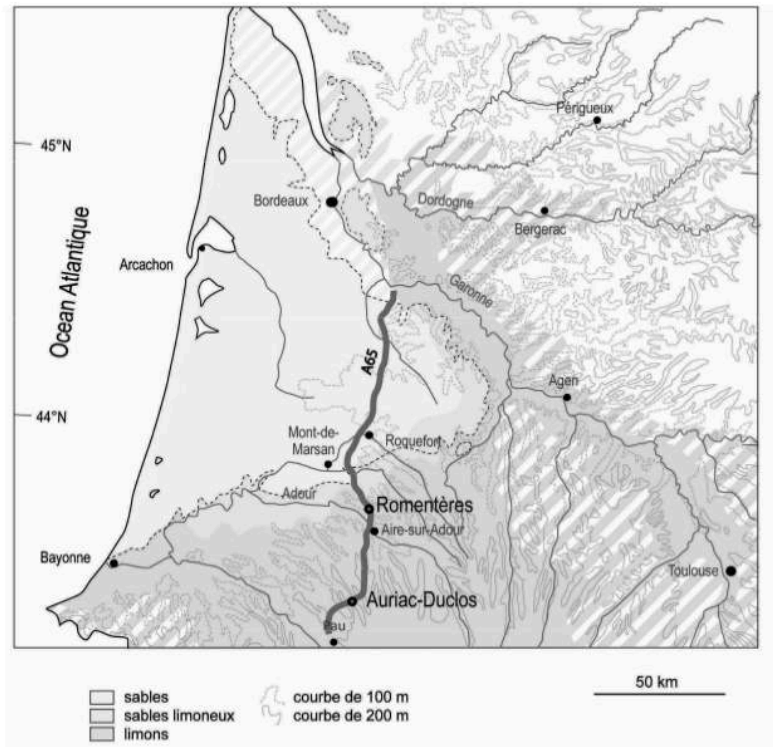 Périgueux
45°N
Bordeaux
Dordogne
Bergerac
Ocean Atlantique
Arcachon
Garonne
A65
Agen
44°N
Mont-de-
Marsan
Roquefort
Adour
Romentères
Aire-sur-Adour
Bayonne
Toulouse
Auriac-Duclos
Pau
50 km
sables
courbe de 100 m
sables limoneux
courbe de 200 m
limons